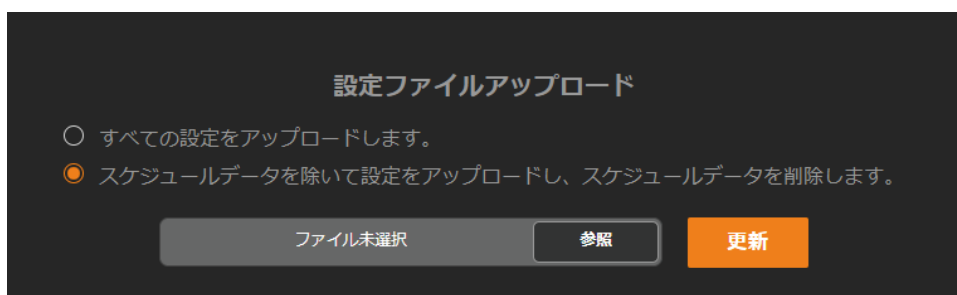 設定ファイルアップロード
すべての設定をアップロードします。
スケジュールデータを除いて設定をアップロードし、スケジュールデータを削除します。
ファイル未選択 参照 更新